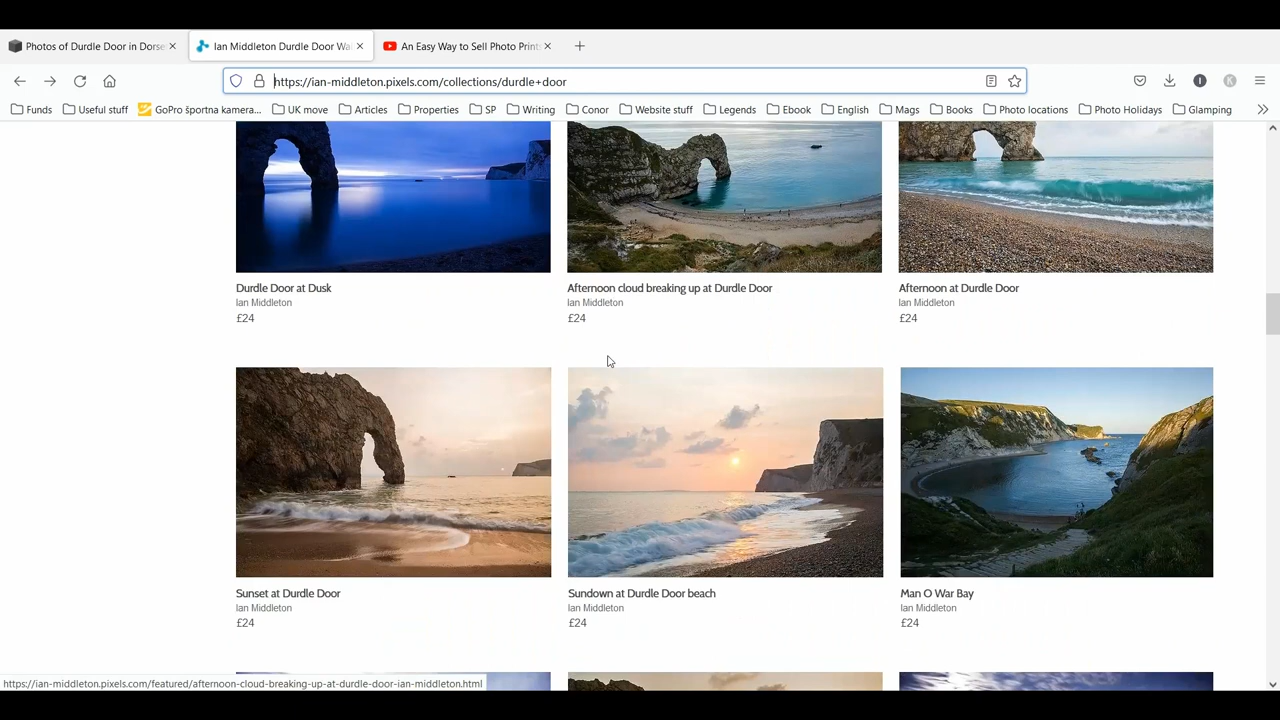 Photos of Durdle Door in Dorse
Ian Middleton Durdle Door Wa
An Easy Way to Sell Photo Print
https://ian-middleton.pixels.com/collections/durdle+door
Funds Useful stuff GoPro športna kamera... UK move Articles Properties SP Writing Conor Website stuff Legends Ebook English Mags Books Photo locations Photo Holidays Glamping
Durdle Door at Dusk
Ian Middleton
£24
Afternoon cloud breaking up at Durdle Door
Ian Middleton
£24
Afternoon at Durdle Door
Ian Middleton
£24
Sunset at Durdle Door
Ian Middleton
£24
Sundown at Durdle Door beach
Ian Middleton
£24
Man O War Bay
Ian Middleton
£24
https://ian-middleton.pixels.com/featured/afternoon-cloud-breaking-up-at-durdle-door-ian-middleton.html